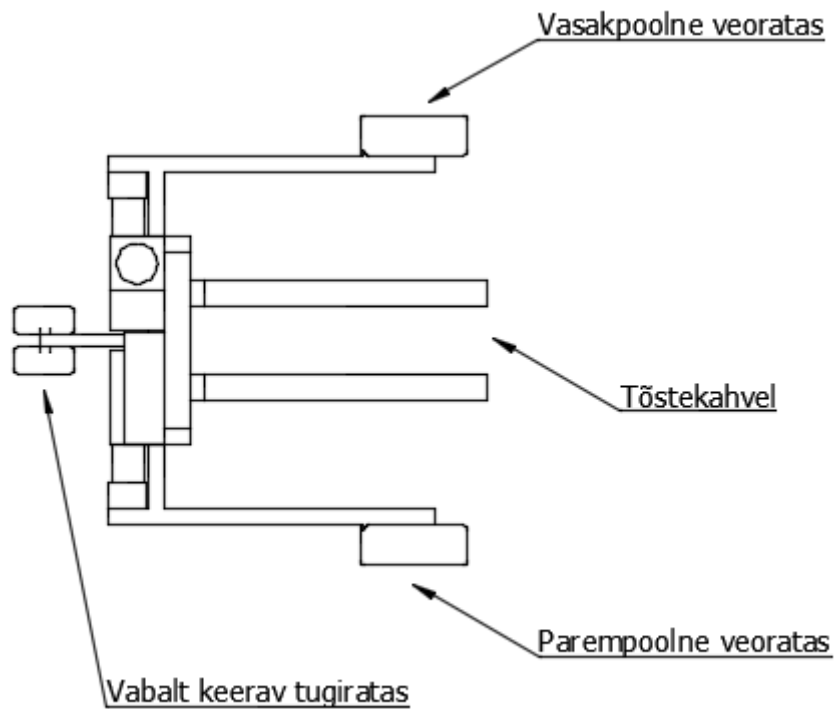 Vasakpoolne veoratas
Tõstekahvel
Parempoolne veoratas
Vabalt keerav tugiratas